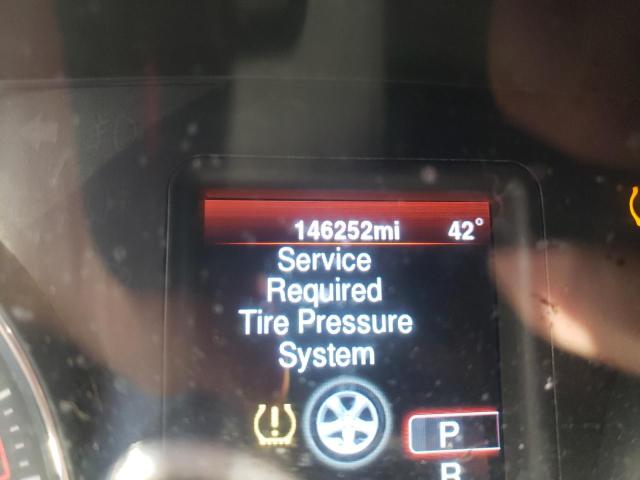 146252mi 42°
Service
Required
Tire Pressure
System
P
R